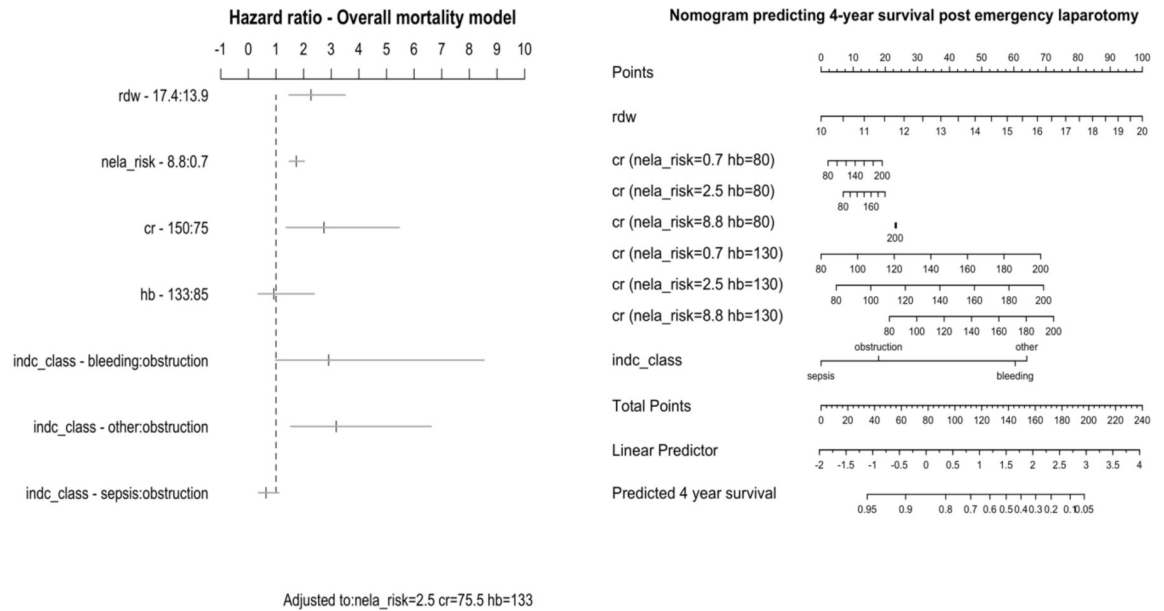 Hazard ratio - Overall mortality model
-1 0 1 2 3 4 5 6 7 8 9 10
rdw - 17.4:13.9
nela_risk - 8.8:0.7
cr - 150:75
hb - 133:85
indc_class - bleeding:obstruction
indc_class - other:obstruction
indc_class - sepsis:obstruction
Adjusted to:nela_risk=2.5 cr=75.5 hb=133
Nomogram predicting 4-year survival post emergency laparotomy
0 10 20 30 40 50 60 70 80 90 100
Points
rdw
10 11 12 13 14 15 16 17 18 19 20
cr (nela_risk=0.7 hb=80)
80 140 200
cr (nela_risk=2.5 hb=80)
80 160
cr (nela_risk=8.8 hb=80)
200
cr (nela_risk=0.7 hb=130)
80 100 120 140 160 180 200
cr (nela_risk=2.5 hb=130)
80 100 120 140 160 180 200
cr (nela_risk=8.8 hb=130)
80 100 120 140 160 180 200
obstruction other
indc_class
sepsis bleeding
Total Points
0 20 40 60 80 100 120 140 160 180 200 220 240
Linear Predictor
-2 -1.5 -1 -0.5 0 0.5 1 1.5 2 2.5 3 3.5 4
Predicted 4 year survival
0.95 0.9 0.8 0.7 0.6 0.5 0.4 0.3 0.2 0.1 0.05